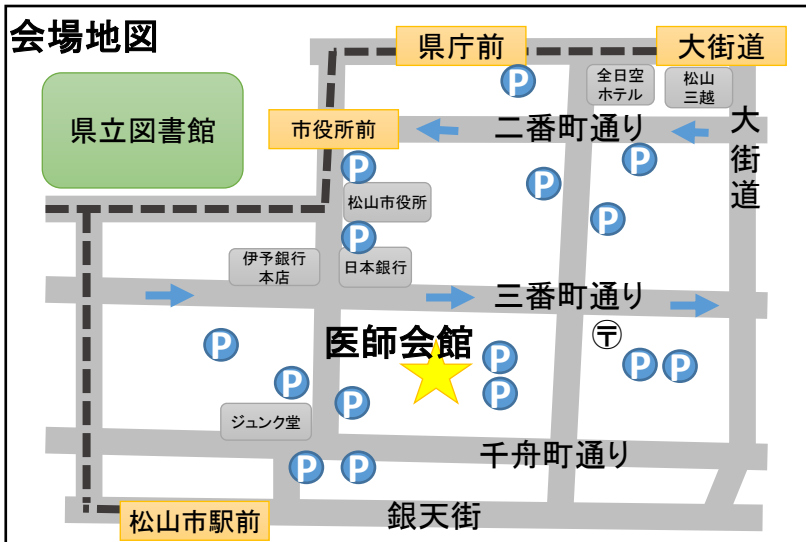 会場地図
県庁前
大街道
全日空
ホテル
松山
三越
県立図書館
市役所前
二番町通り
大街道
P
P
P
P
P
松山市役所
P
伊予銀行
本店
日本銀行
三番町通り
医師会館
〒
P
P
P
P
P
P
P
ジュンク堂
千舟町通り
P
P
松山市駅前
銀天街